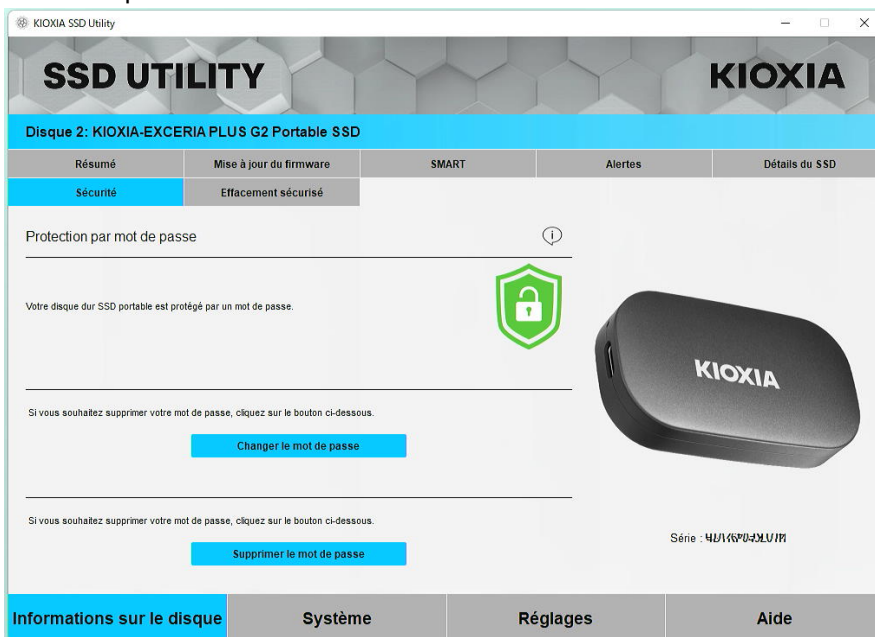 KIOXIA SSD Utility
SSD UTILITY
KIOXIA
Disque 2: KIOXIA-EXCERIA PLUS G2 Portable SSD
Résumé
Mise à jour du firmware
SMART
Alertes
Détails du SSD
Sécurité
Effacement sécurisé
Protection par mot de passe
Votre disque dur SSD portable est protégé par un mot de passe.
KIOXIA
Si vous souhaitez supprimer votre mot de passe, cliquez sur le bouton ci-dessous.
Changer le mot de passe
Si vous souhaitez supprimer votre mot de passe, cliquez sur le bouton ci-dessous.
Supprimer le mot de passe
Série :
Informations sur le disque
Système
Réglages
Aide